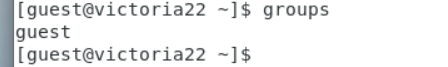 [guest@victoria22 ~]$ groups
guest
[guest@victoria22 ~]$